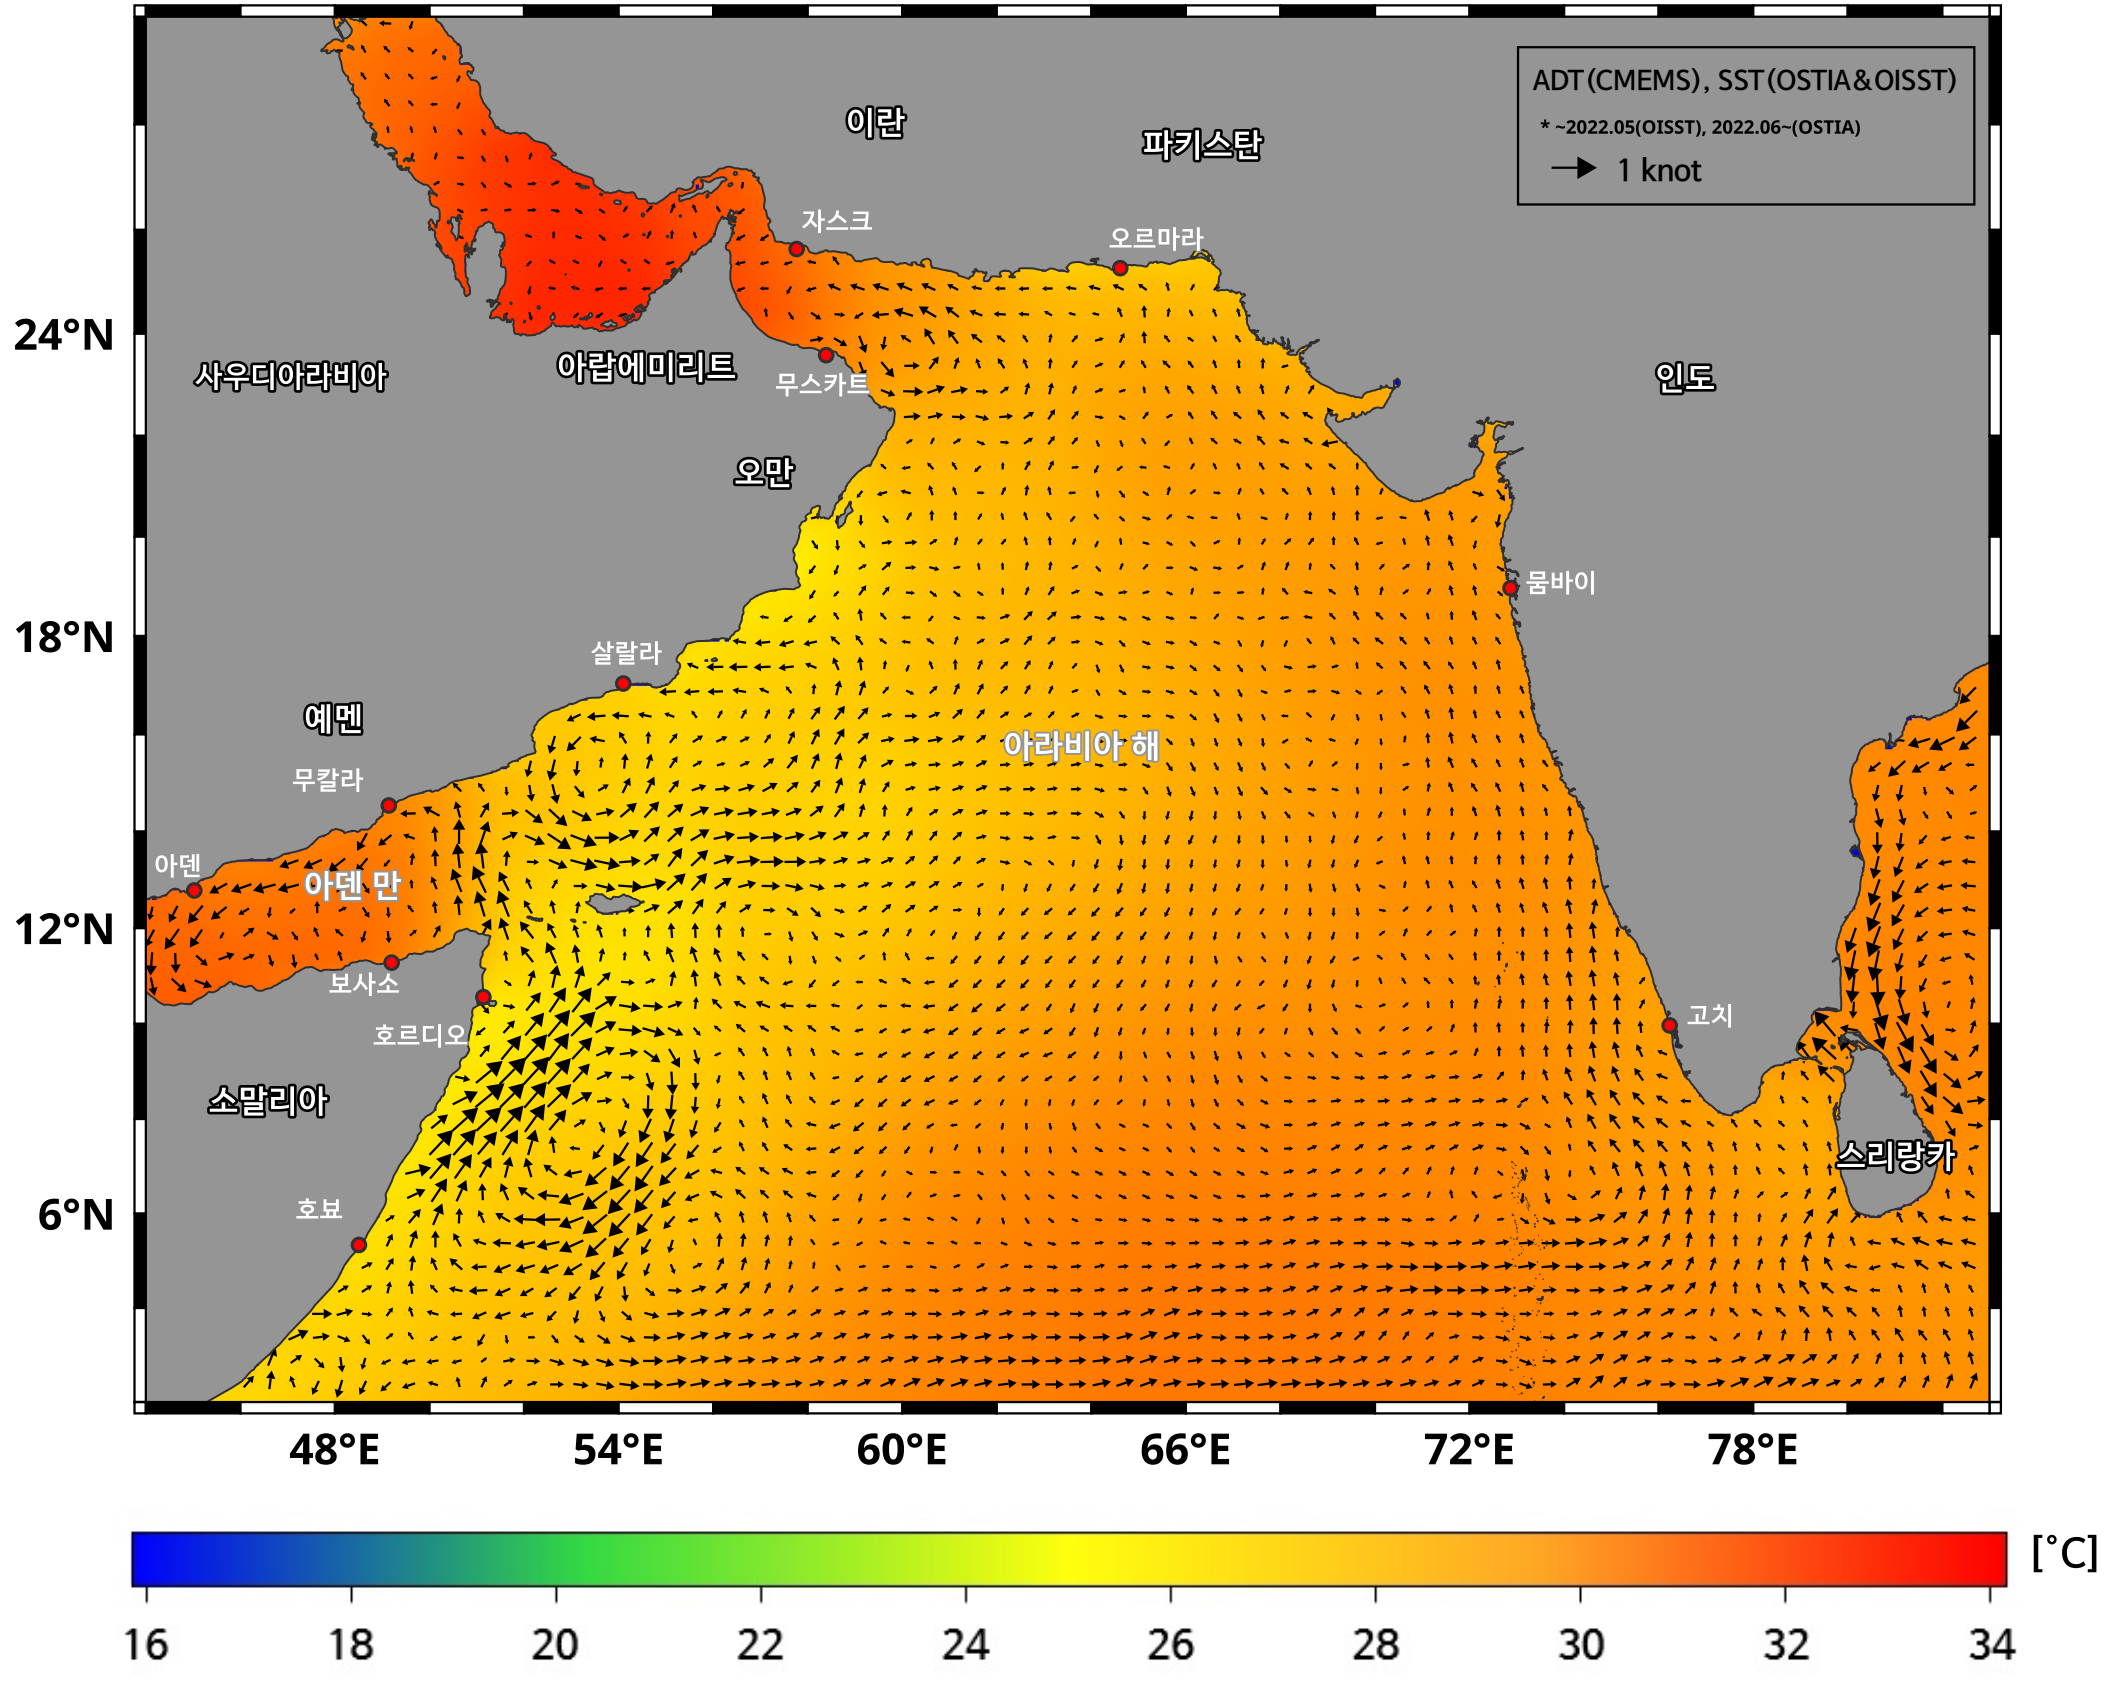 ADT(CMEMS), SST(OSTIA&OISST)
* ~2022.05(OISST), 2022.06~(OSTIA)
1 knot
이란
파키스탄
자스크
오르마라
24°N
사우디아라비아
아랍에미리트
무스카트
인도
오만
뭄바이
18°N
살랄라
예멘
아라비아 해
무칼라
아덴
아덴 만
12°N
보사소
호르디오
고치
소말리아
스리랑카
호뵤
6°N
48°E 54°E 60°E 66°E 72°E 78°E
[°C]
16 18 20 22 24 26 28 30 32 34